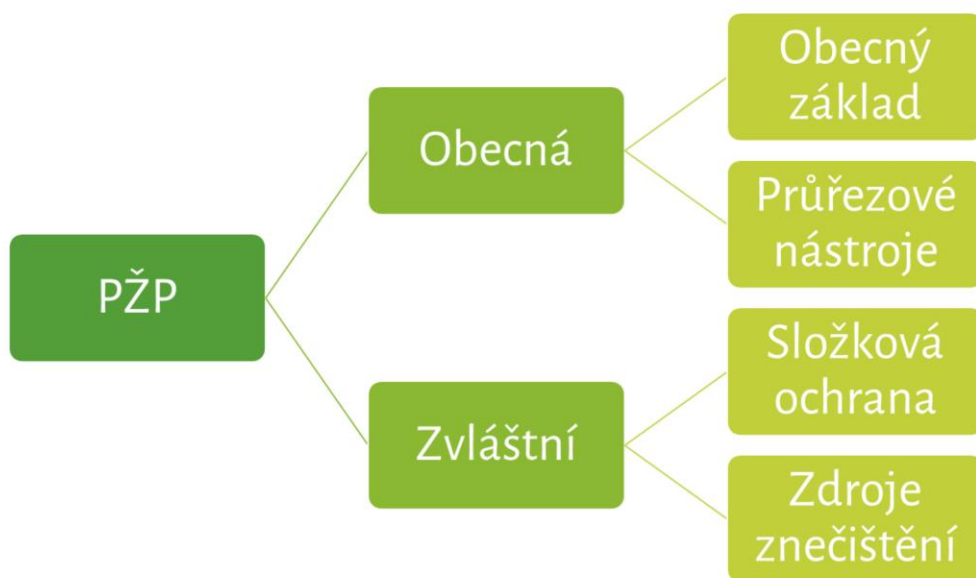 PŽP
Obecná
Obecný
základ
Průřezové
nástroje
Zvláštní
Složková
ochrana
Zdroje
znečištění